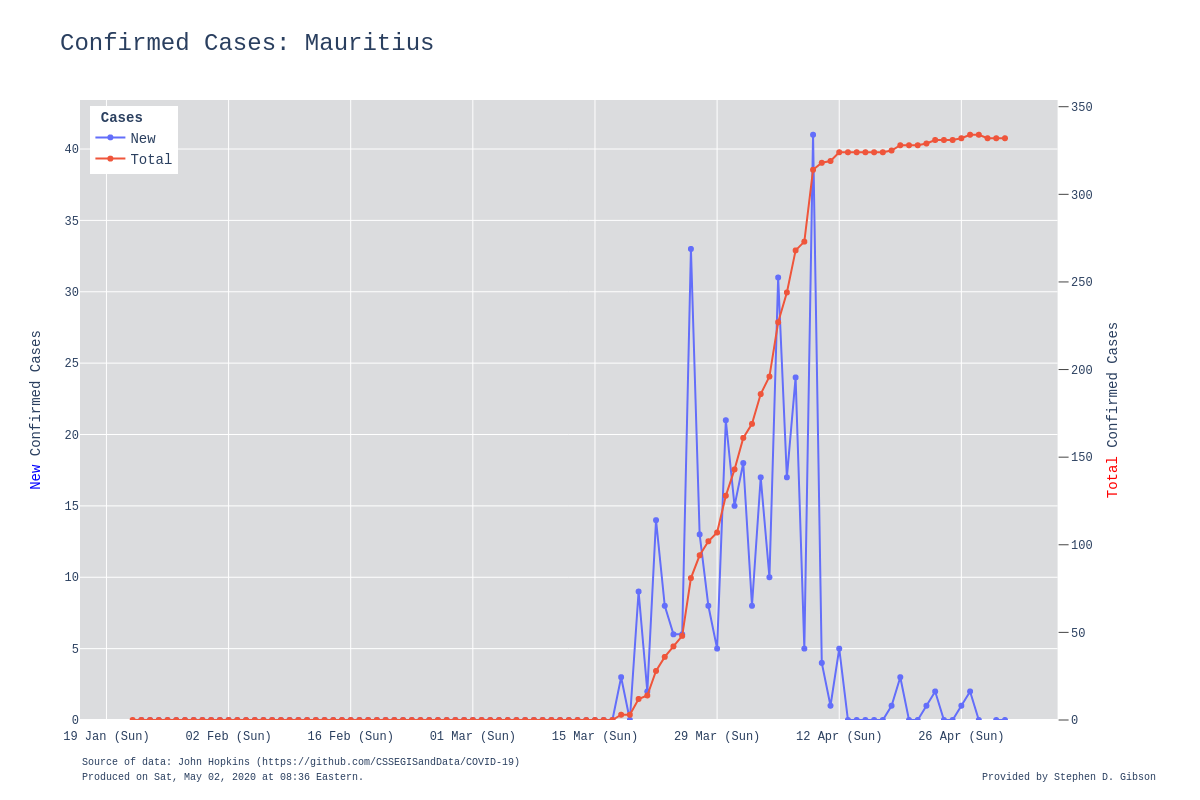 Confirmed Cases: Mauritius
Cases
New
Total
40
35
30
25
20
15
10
5
0
350
300
250
200
150
100
50
0
New Confirmed Cases
Total Confirmed Cases
19 Jan (Sun)
02 Feb (Sun)
16 Feb (Sun)
01 Mar (Sun)
15 Mar (Sun)
29 Mar (Sun)
12 Apr (Sun)
26 Apr (Sun)
Source of data: John Hopkins (https://github.com/CSSEGISandData/COVID-19)
Produced on Sat, May 02, 2020 at 08:36 Eastern.
Provided by Stephen D. Gibson